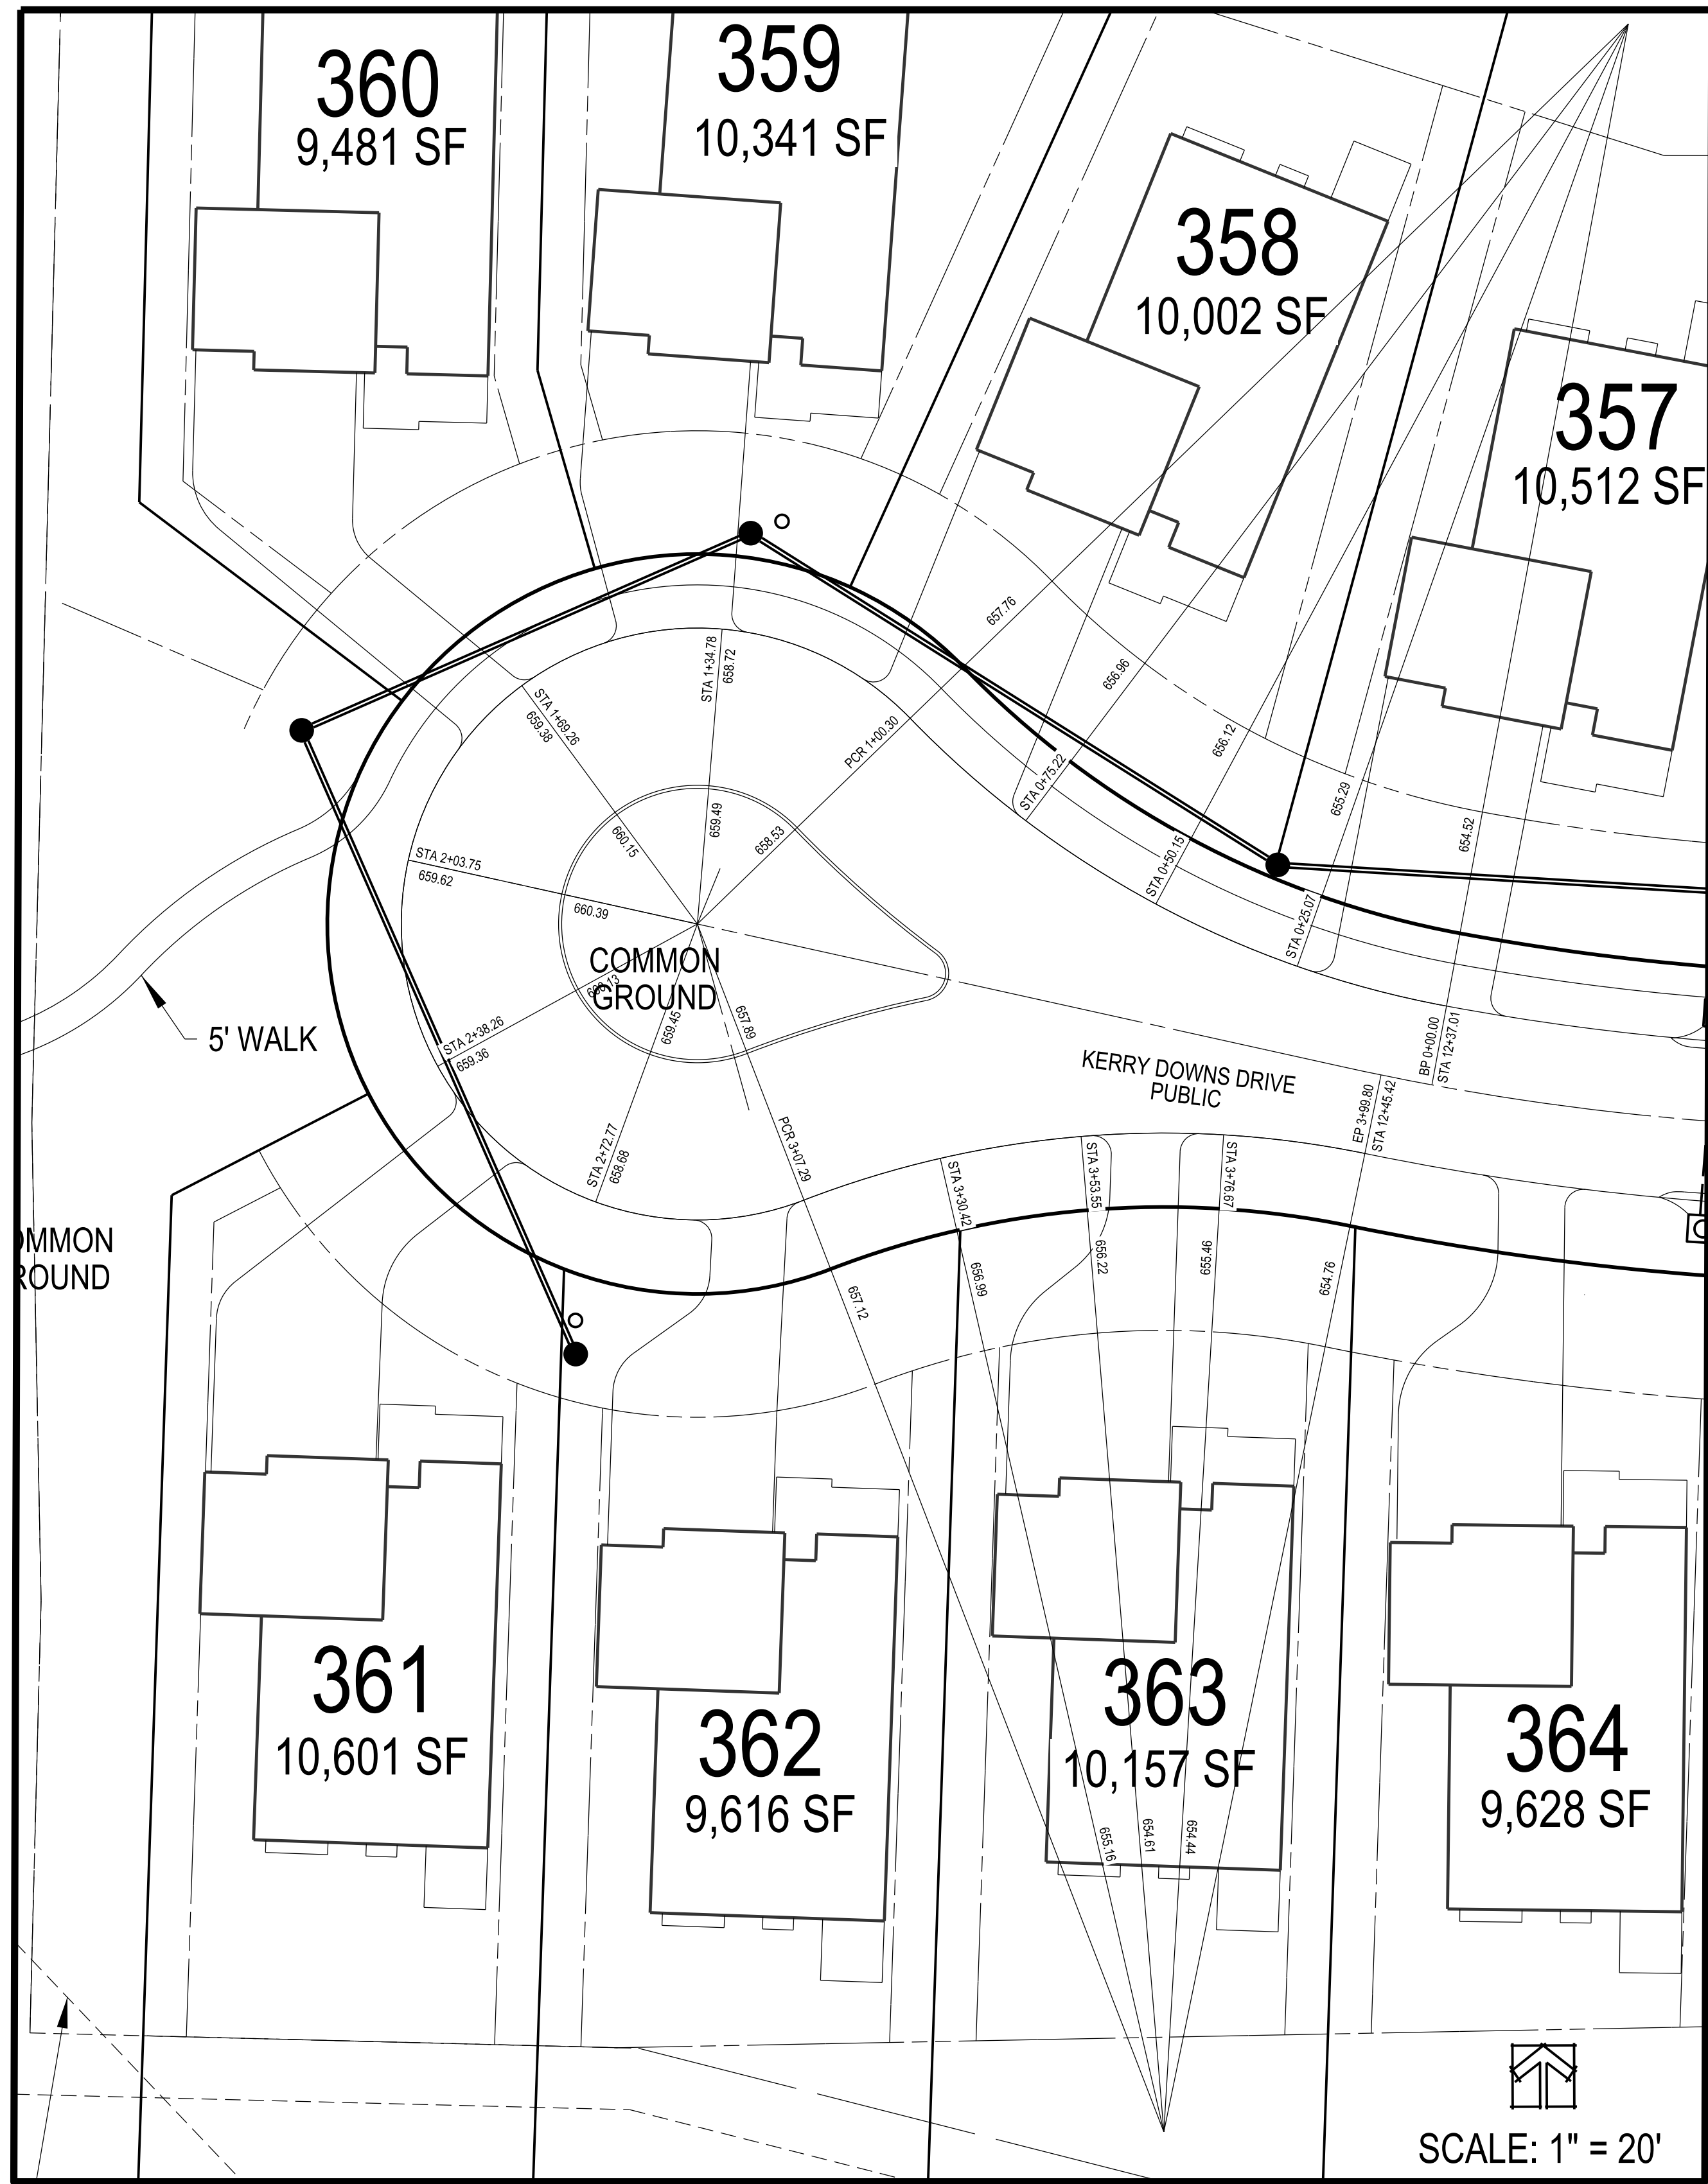 360
9,481 SF
359
10,341 SF
358
10,002 SF
357
10,512 SF
657.76
656.96
656.12
655.29
654.52
STA 1+34.78
658.72
STA 1+69.26
659.38
PCR 1+00.30
STA 0+75.22
STA 0+50.15
STA 0+25.07
BP 0+00.00
STA 12+37.01
659.49
658.53
660.15
STA 2+03.75
659.62
660.39
COMMON
GROUND
STA 2+38.26
659.36
659.45
657.89
5' WALK
KERRY DOWNS DRIVE
PUBLIC
EP 3+99.80
STA 12+45.42
STA 2+72.77
658.68
PCR 3+07.29
STA 3+30.42
STA 3+53.55
STA 3+76.67
OMMON
ROUND
657.12
656.99
656.22
655.46
654.76
361
10,601 SF
362
9,616 SF
363
10,157 SF
364
9,628 SF
655.16
654.61
654.44
SCALE: 1" = 20'